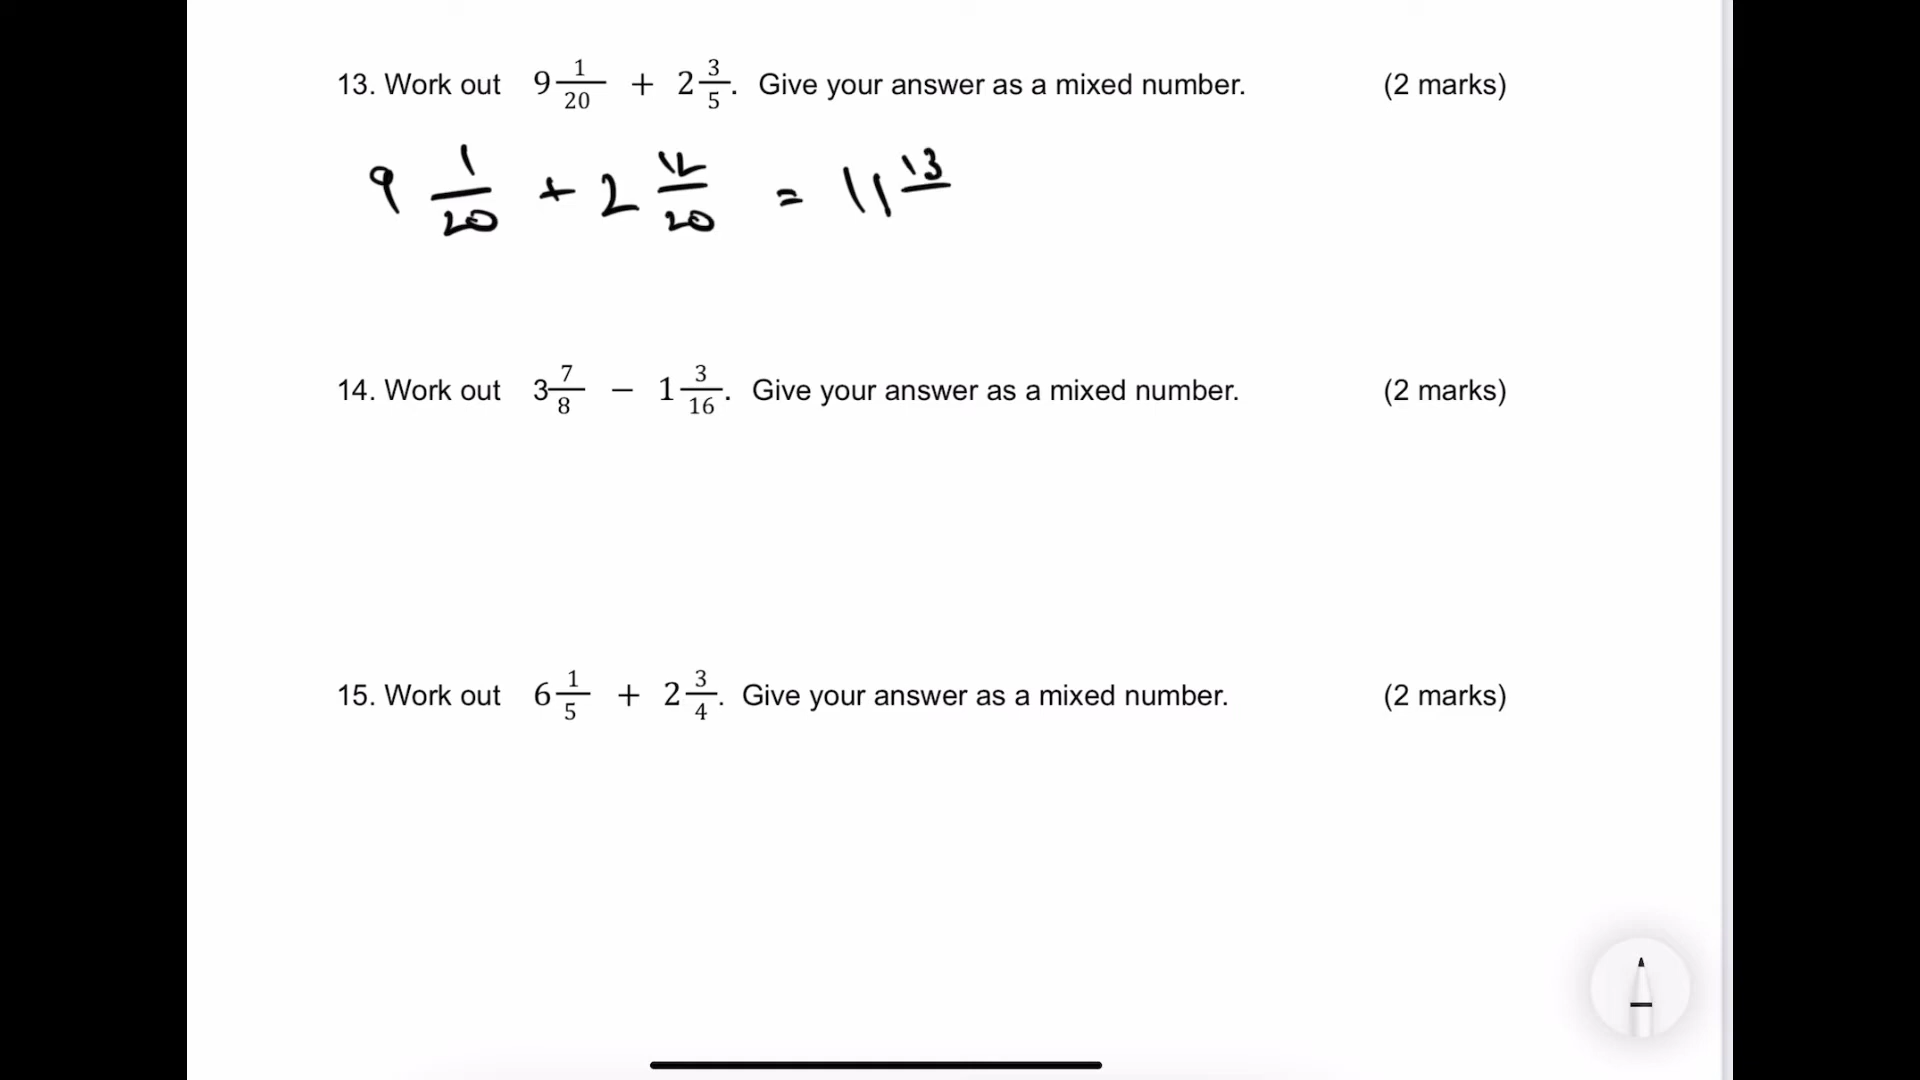 13. Work out 9 1/20 + 2 3/5. Give your answer as a mixed number. (2 marks)
9 1/20 + 2 12/20 = 11 13/
14. Work out 3 7/8 − 1 3/16. Give your answer as a mixed number. (2 marks)
15. Work out 6 1/5 + 2 3/4. Give your answer as a mixed number. (2 marks)